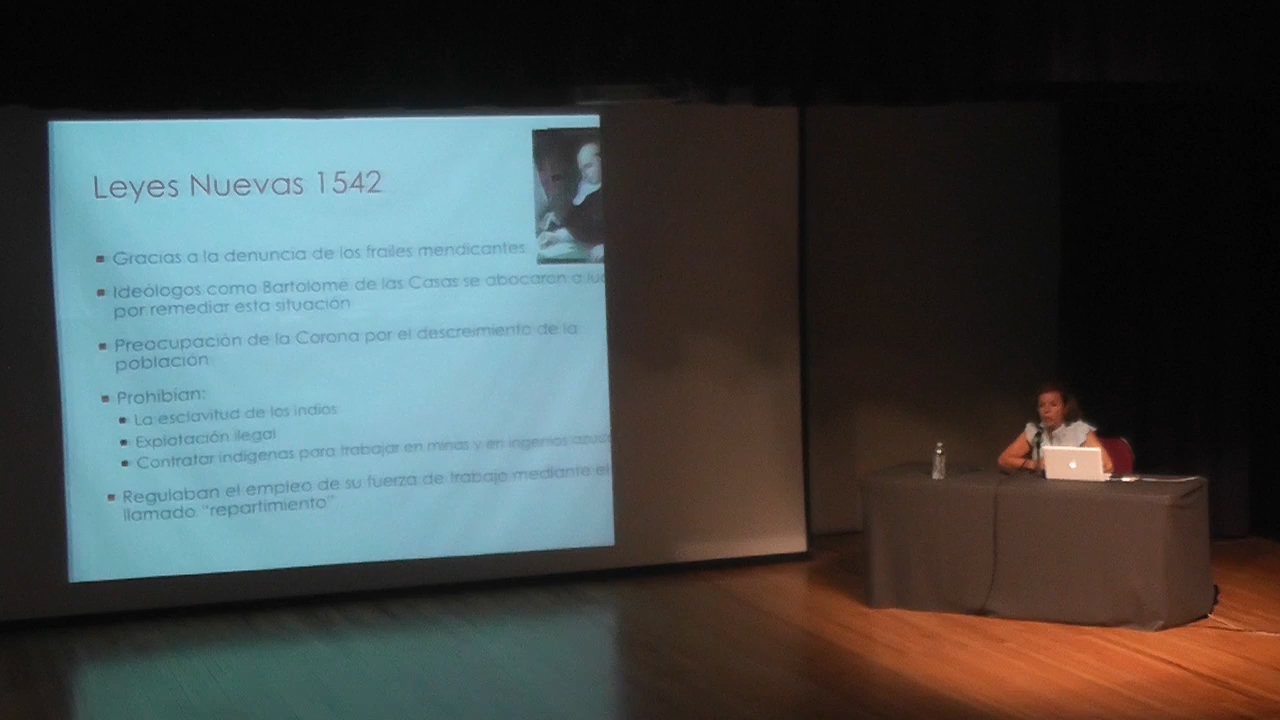 Leyes Nuevas 1542
Gracias a la denuncia de los frailes mendicantes
Ideólogos como Bartolomé de las Casas se abocaron a
por remediar esta situación
Preocupación de la Corona por el descreimiento de la
población
Prohibían:
La esclavitud de los indios
Explotación ilegal
Contratar indígenas para trabajar en minas y en ingenios
Regulaban el empleo de su fuerza de trabajo mediante el
llamado "repartimiento"